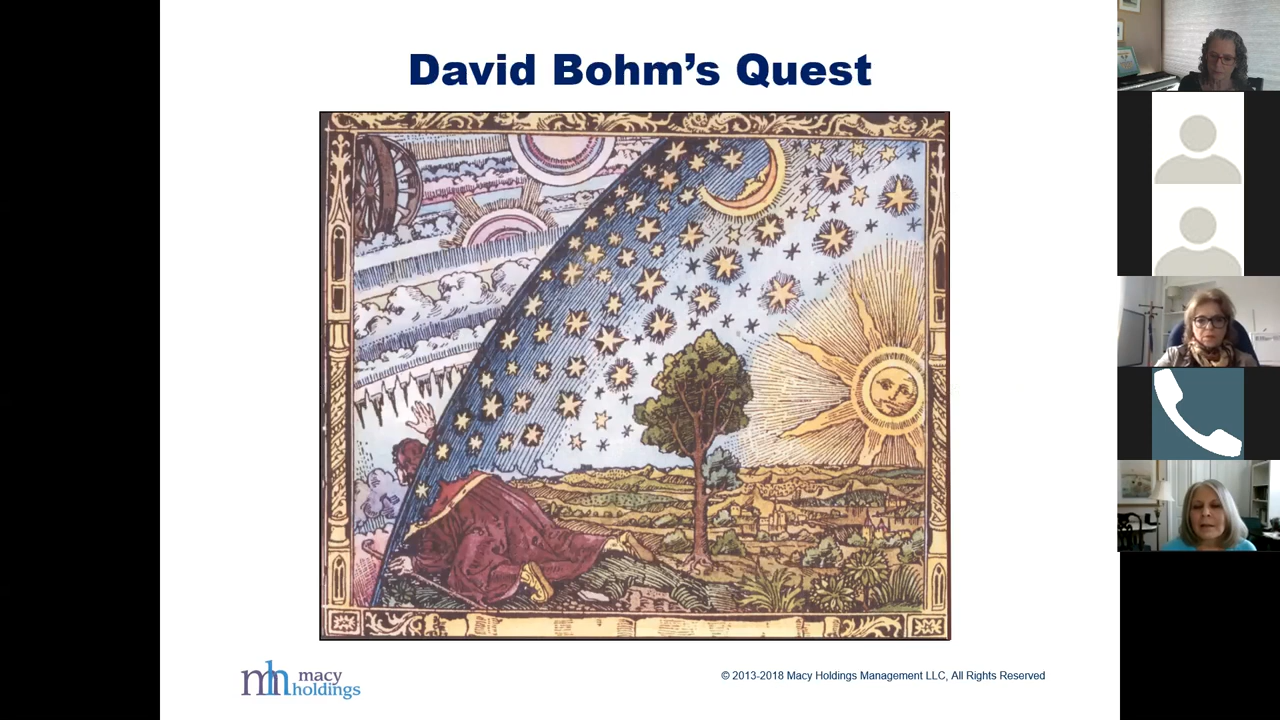 David Bohm’s Quest
macy
holdings
© 2013-2018 Macy Holdings Management LLC, All Rights Reserved